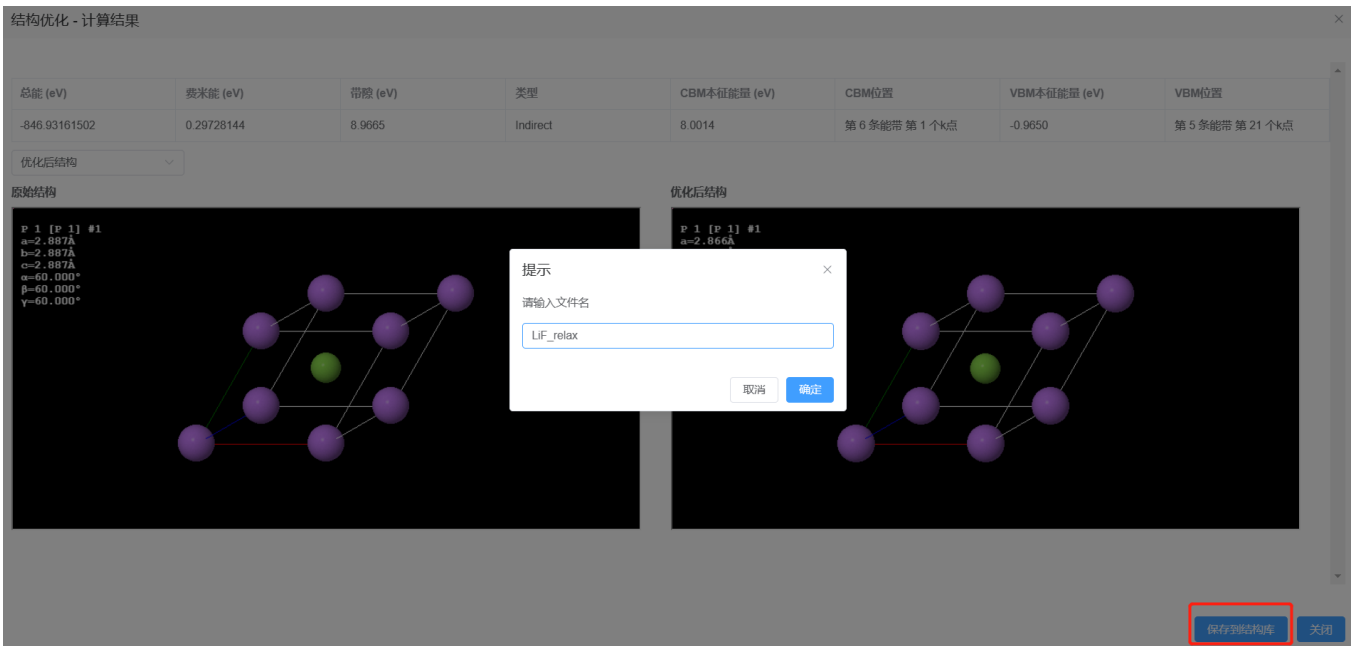 结构优化 - 计算结果
总能 (eV) 费米能 (eV) 带隙 (eV) 类型 CBM本征能量 (eV) CBM位置 VBM本征能量 (eV) VBM位置
-846.93161502 0.29728144 8.9665 Indirect 8.0014 第 6 条能带 第 1 个k点 -0.9650 第 5 条能带 第 21 个k点
优化后结构
原始结构
P 1 [P 1] #1
a=2.887Å
b=2.887Å
c=2.887Å
α=60.000°
β=60.000°
γ=60.000°
优化后结构
P 1 [P 1] #1
a=2.866Å
提示
请输入文件名
LiF_relax
取消 确定
保存到结构库 关闭